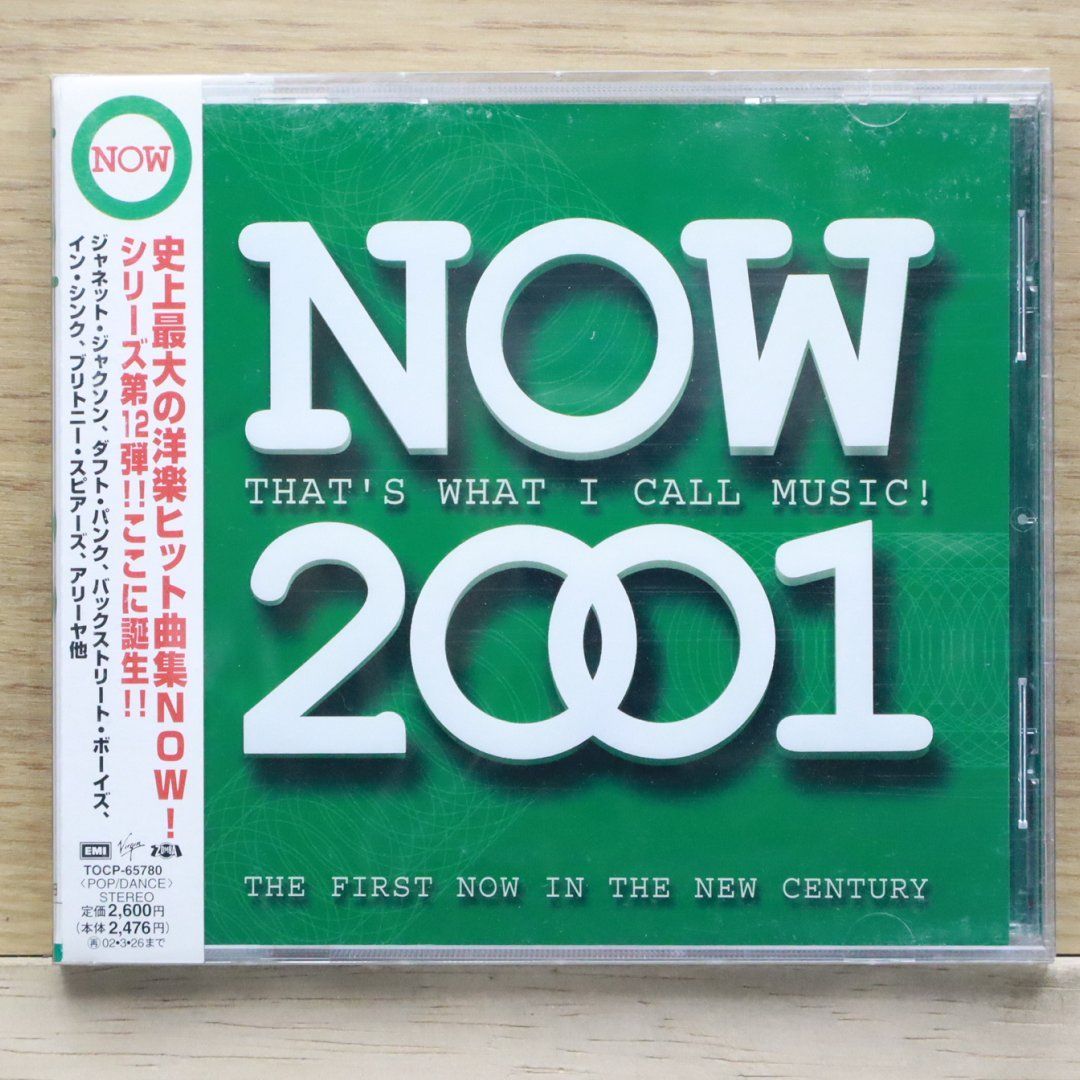 NOW
史上最大の洋楽ヒット曲集NOW!
シリーズ第12弾!!ここに誕生!!
ジャネット・ジャクソン、ダフト・パンク、バックストリート・ボーイズ、
イン・シンク、ブリトニー・スピアーズ、アリーヤ他
EMI Virgin
TOCP-65780
〈POP/DANCE〉
STEREO
定価2,600円
(本体2,476円)
再02•3•26まで
NOW
THAT'S WHAT I CALL MUSIC!
2001
THE FIRST NOW IN THE NEW CENTURY